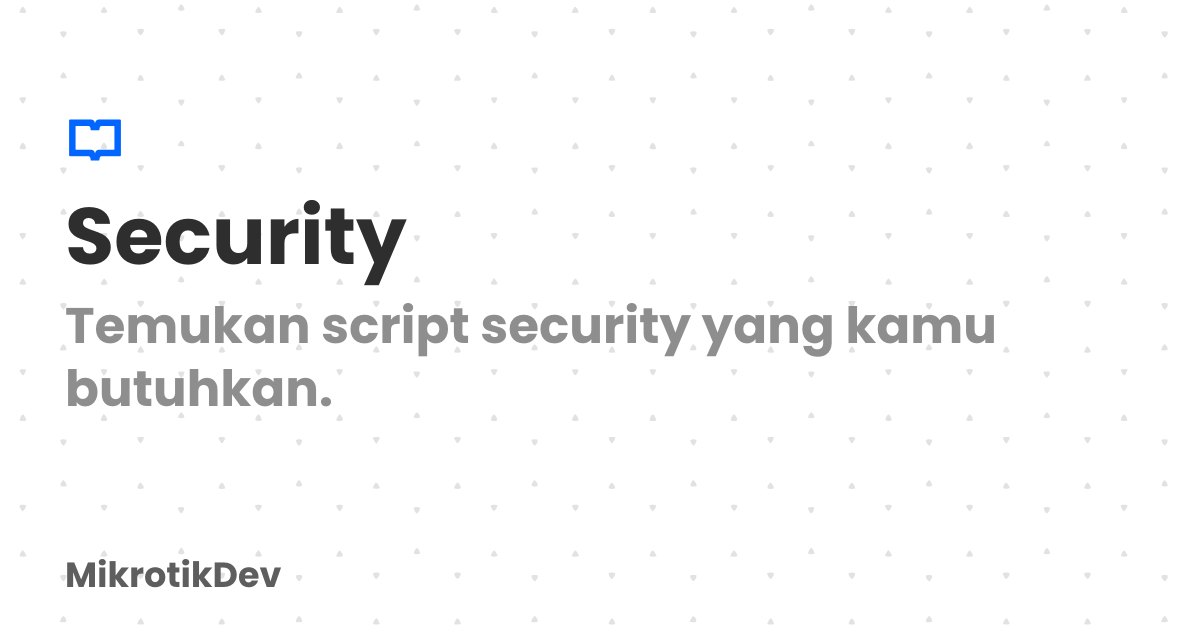 Security
Temukan script security yang kamu
butuhkan.
MikrotikDev